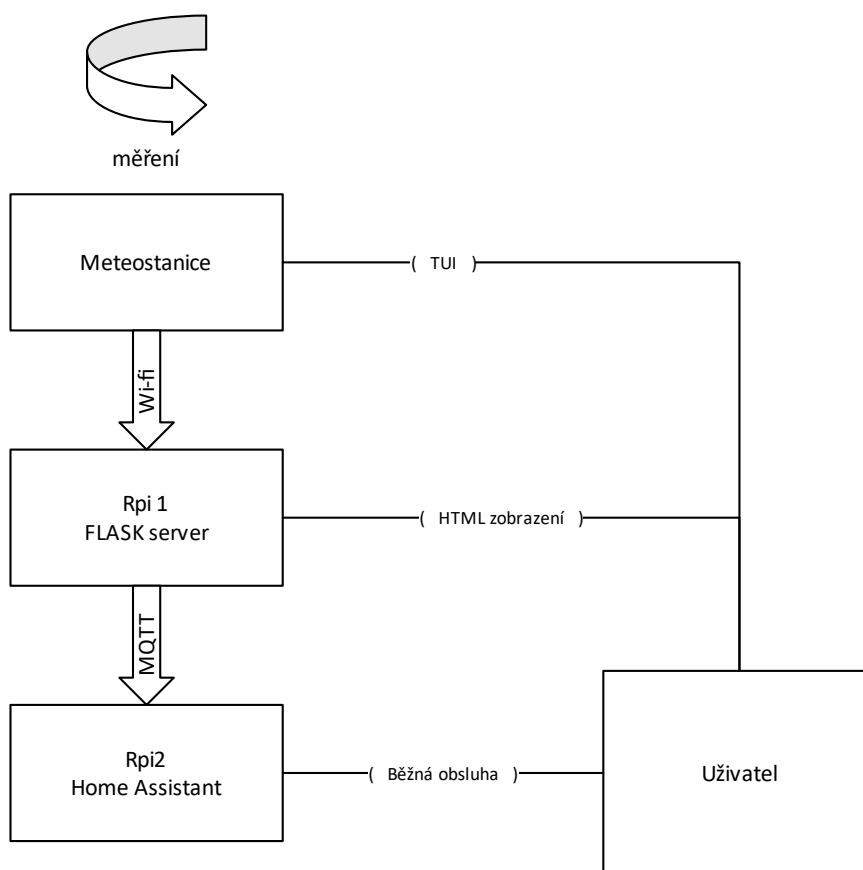 měření
Meteostanice
( TUI )
Wi-fi
Rpi 1
FLASK server
( HTML zobrazení )
MQTT
Rpi2
Home Assistant
( Běžná obsluha )
Uživatel